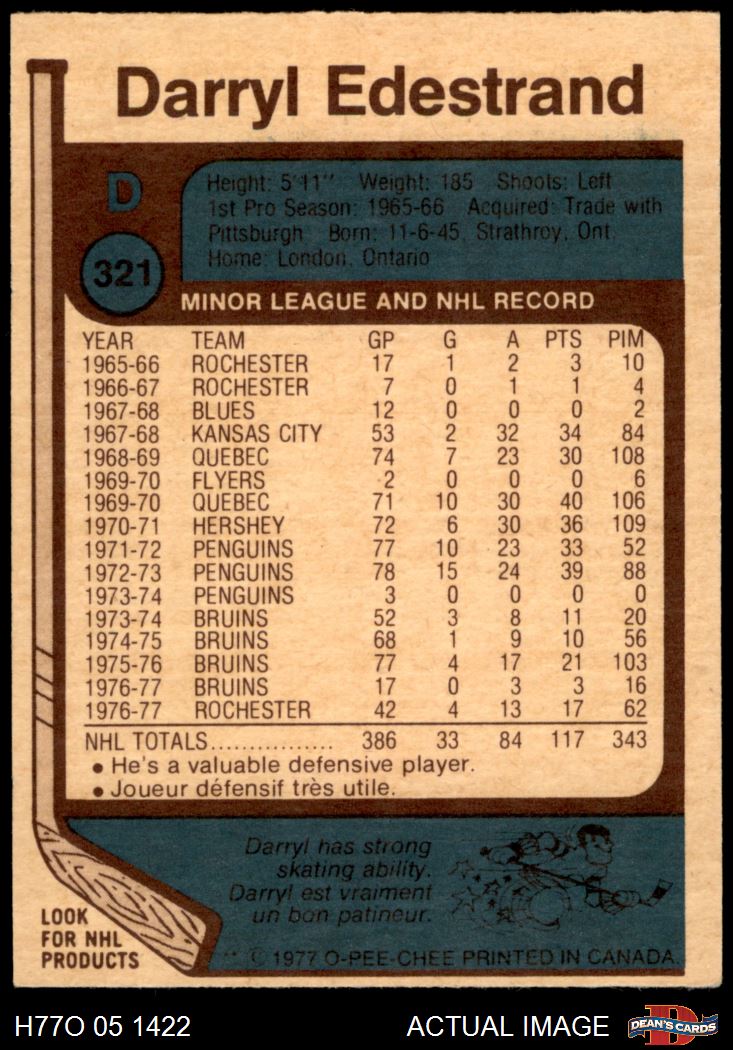 Darryl Edestrand
D
321
Height: 5'11" Weight: 185 Shoots: Left
1st Pro Season: 1965-66 Acquired: Trade with
Pittsburgh Born: 11-6-45, Strathroy, Ont.
Home: London, Ontario
MINOR LEAGUE AND NHL RECORD
YEAR TEAM GP G A PTS PIM
1965-66 ROCHESTER 17 1 2 3 10
1966-67 ROCHESTER 7 0 1 1 4
1967-68 BLUES 12 0 0 0 2
1967-68 KANSAS CITY 53 2 32 34 84
1968-69 QUEBEC 74 7 23 30 108
1969-70 FLYERS 2 0 0 0 6
1969-70 QUEBEC 71 10 30 40 106
1970-71 HERSHEY 72 6 30 36 109
1971-72 PENGUINS 77 10 23 33 52
1972-73 PENGUINS 78 15 24 39 88
1973-74 PENGUINS 3 0 0 0 0
1973-74 BRUINS 52 3 8 11 20
1974-75 BRUINS 68 1 9 10 56
1975-76 BRUINS 77 4 17 21 103
1976-77 BRUINS 17 0 3 3 16
1976-77 ROCHESTER 42 4 13 17 62
NHL TOTALS................ 386 33 84 117 343
• He's a valuable defensive player.
• Joueur défensif très utile.
Darryl has strong
skating ability.
Darryl est vraiment
un bon patineur.
LOOK
FOR NHL
PRODUCTS
** © 1977 O-PEE-CHEE PRINTED IN CANADA.
H77O 05 1422 ACTUAL IMAGE DEAN'S CARDS